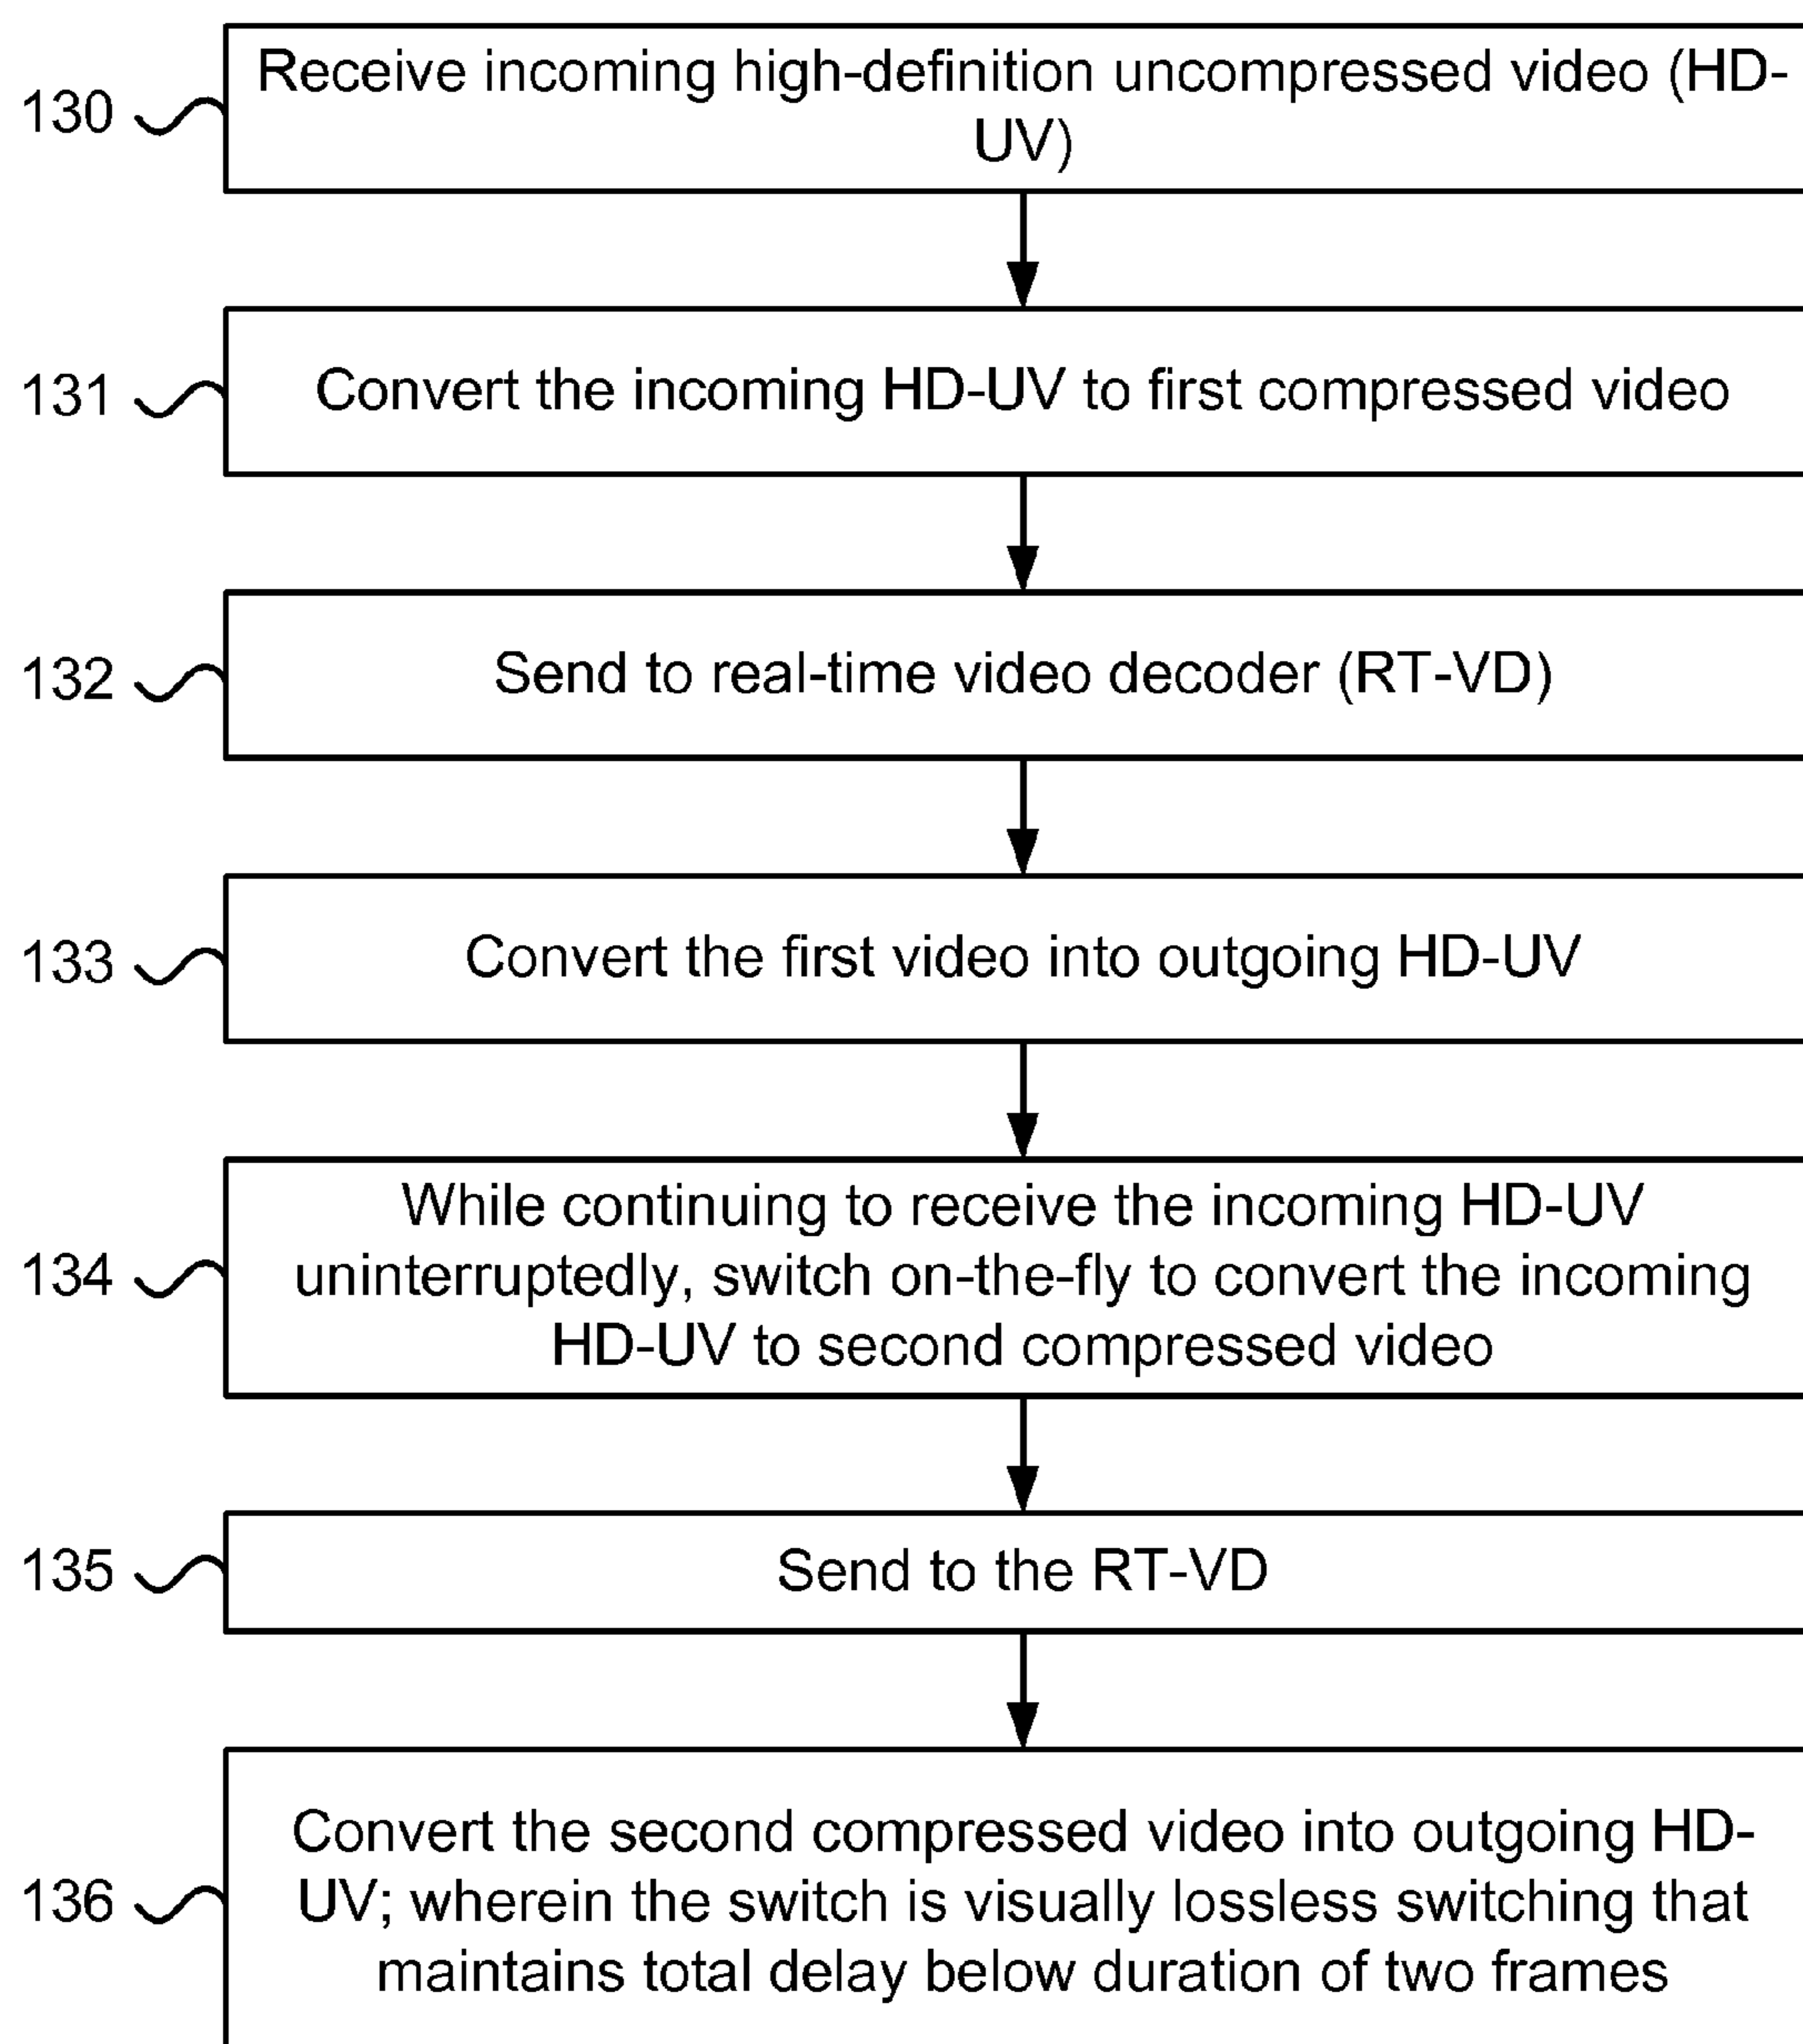 130
Receive incoming high-definition uncompressed video (HD-
UV)
131
Convert the incoming HD-UV to first compressed video
132
Send to real-time video decoder (RT-VD)
133
Convert the first video into outgoing HD-UV
134
While continuing to receive the incoming HD-UV
uninterruptedly, switch on-the-fly to convert the incoming
HD-UV to second compressed video
135
Send to the RT-VD
136
Convert the second compressed video into outgoing HD-
UV; wherein the switch is visually lossless switching that
maintains total delay below duration of two frames